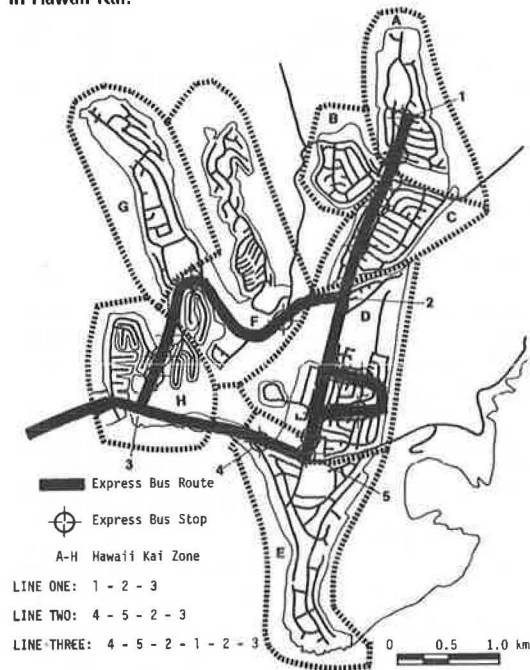 in Hawaii Kai.
A
1
B
G
C
2
F
D
H
3
4
5
E
Express Bus Route
Express Bus Stop
A-H Hawaii Kai Zone
LINE ONE: 1 - 2 - 3
LINE TWO: 4 - 5 - 2 - 3
LINE THREE: 4 - 5 - 2 - 1 - 2 - 3
0 0.5 1.0 km